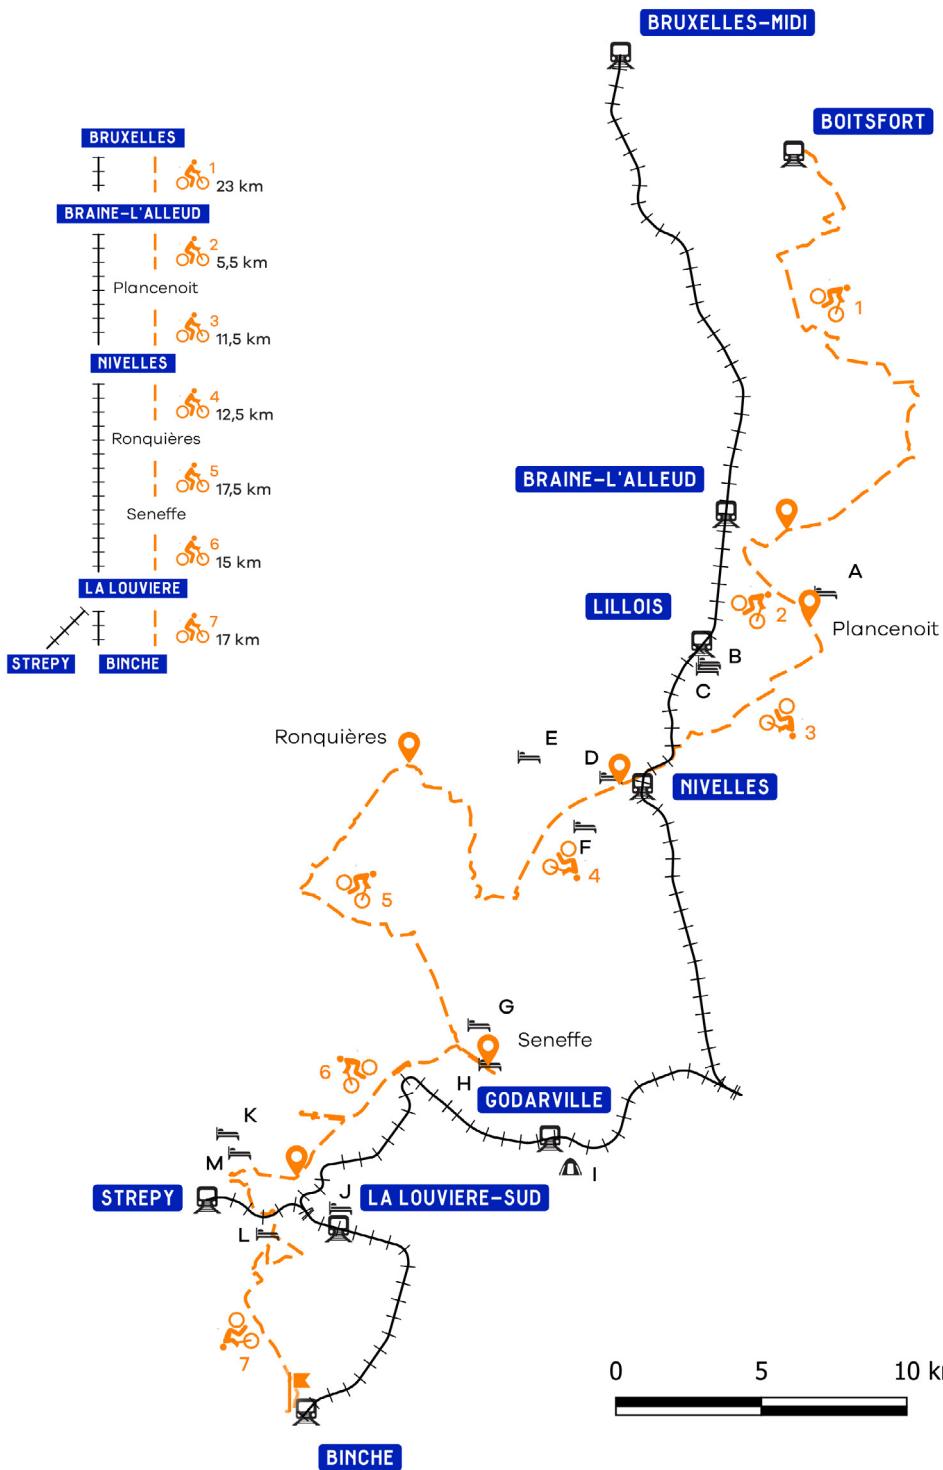 BRUXELLES-MIDI
BOITSFORT
BRUXELLES
1
23 km
BRAINE-L'ALLEUD
2
5,5 km
Plancenoit
3
11,5 km
NIVELLES
4
12,5 km
Ronquières
5
17,5 km
Seneffe
6
15 km
LA LOUVIERE
7
17 km
STREPY
BINCHE
1
BRAINE-L'ALLEUD
A
LILLOIS
2
Plancenoit
B
C
3
Ronquières
E
D
NIVELLES
F
4
5
G
Seneffe
6
H
GODARVILLE
K
M
I
STREPY
J
LA LOUVIERE-SUD
L
7
0
5
10
BINCHE